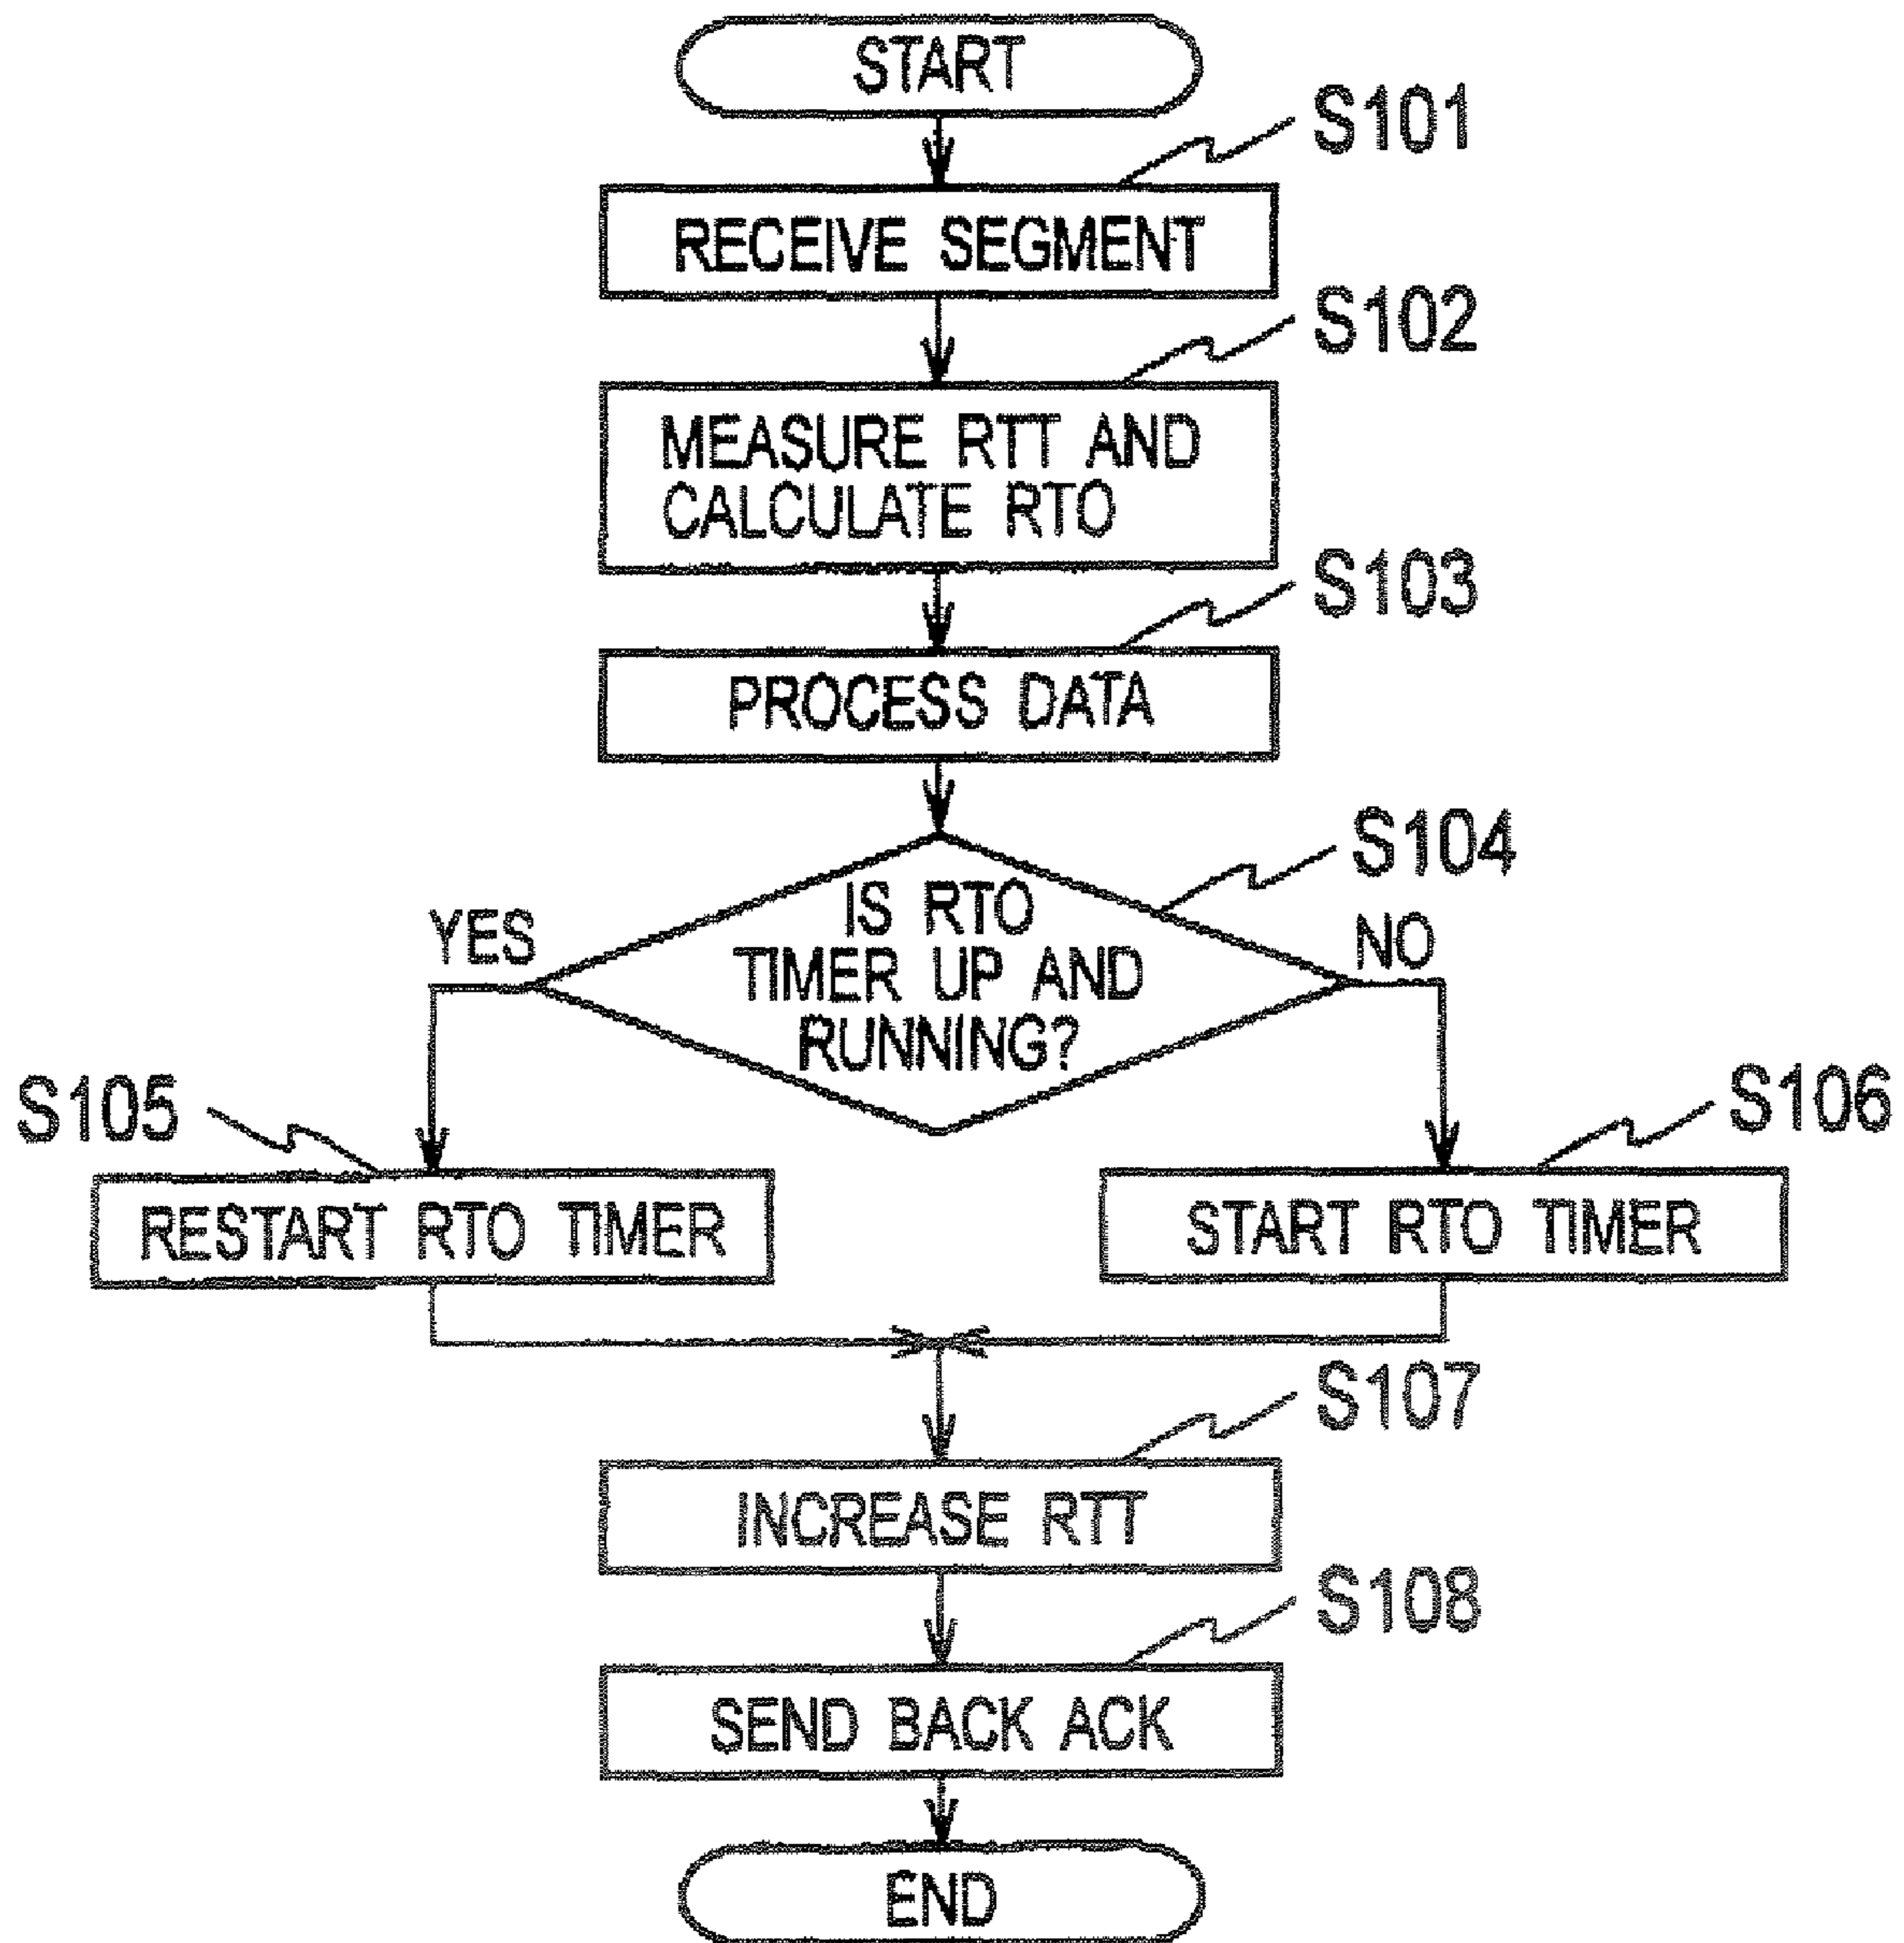 START
S101
RECEIVE SEGMENT
S102
MEASURE RTT AND
CALCULATE RTO
S103
PROCESS DATA
S104
IS RTO
TIMER UP AND
RUNNING?
YES
NO
S105
RESTART RTO TIMER
S106
START RTO TIMER
S107
INCREASE RTT
S108
SEND BACK ACK
END